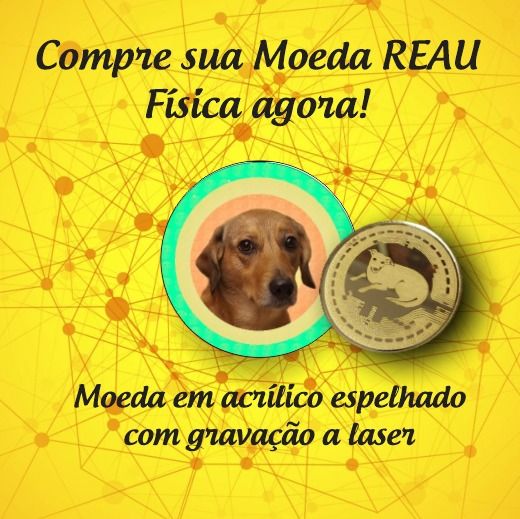 Compre sua Moeda REAU
Física agora!
Moeda em acrílico espelhado
com gravação a laser